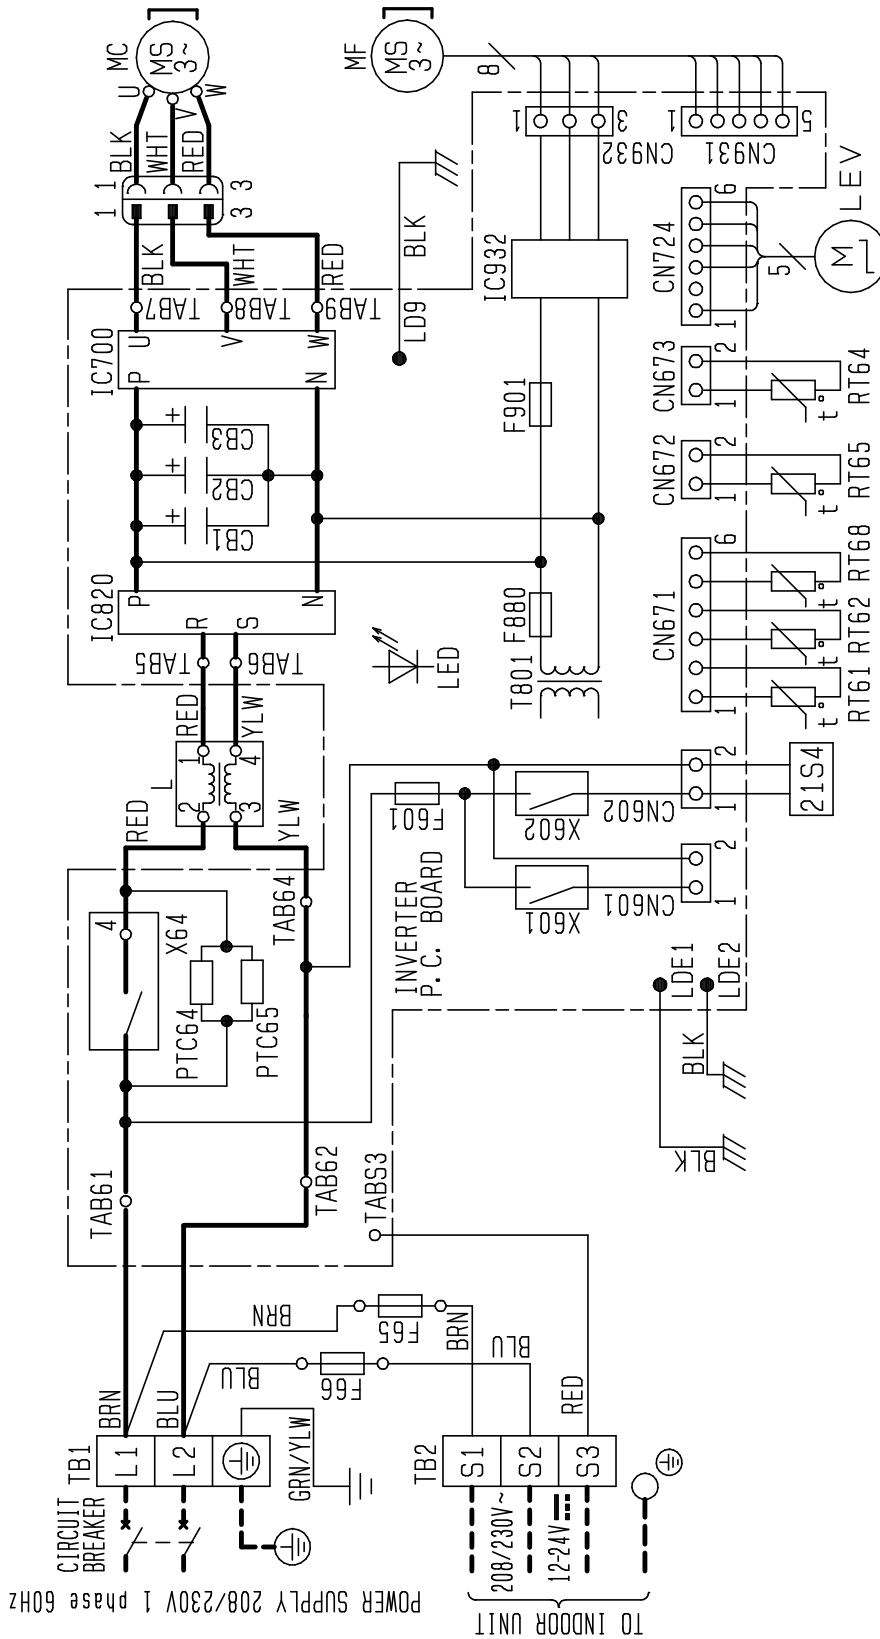 MC
MS
3~
U
V
W
BLK
WHT
RED
1
3
1
3
BLK
WHT
RED
TAB7
TAB8
TAB9
MF
MS
3~
8
1
3
CN932
1
5
CN931
BLK
LD9
IC932
CN724
6
1
5
M
LEV
IC700
P
U
V
N
W
CB3
CB2
CB1
+
+
+
F901
CN673
2
1
t°
RT64
CN672
2
1
t°
RT65
IC820
P
R
S
N
TAB5
TAB6
LED
F880
T801
CN671
6
1
t°
RT68
t°
RT62
t°
RT61
RED
YLW
L
1
4
2
3
RED
YLW
F601
X602
CN602
2
1
21S4
X601
CN601
2
1
4
X64
PTC64
PTC65
TAB64
INVERTER
P.C. BOARD
LDE1
LDE2
BLK
BLK
TAB61
TAB62
TABS3
BRN
F65
BRN
BLU
F66
BLU
BRN
BLU
RED
TB1
L1
L2
GRN/YLW
TB2
S1
S2
S3
CIRCUIT
BREAKER
208/230V ~
12-24V
POWER SUPPLY 208/230V 1 phase 60Hz
TO INDOOR UNIT